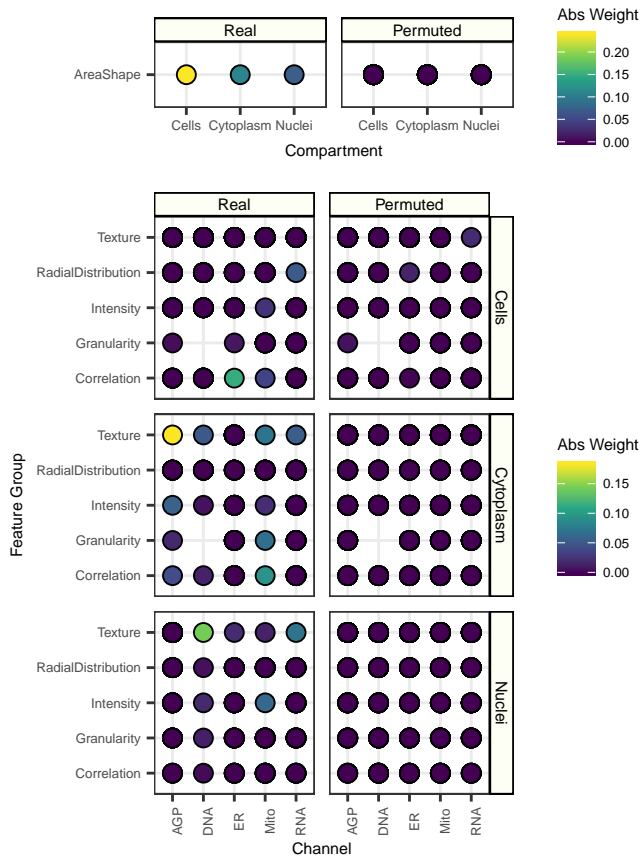 Real Permuted
AreaShape
Cells Cytoplasm Nuclei Cells Cytoplasm Nuclei
Compartment
Abs Weight
0.20
0.15
0.10
0.05
0.00
Real Permuted
Feature Group
Texture
RadialDistribution
Intensity
Granularity
Correlation
Cells
Texture
RadialDistribution
Intensity
Granularity
Correlation
Cytoplasm
Texture
RadialDistribution
Intensity
Granularity
Correlation
Nuclei
AGP DNA ER Mito RNA AGP DNA ER Mito RNA
Channel
Abs Weight
0.15
0.10
0.05
0.00